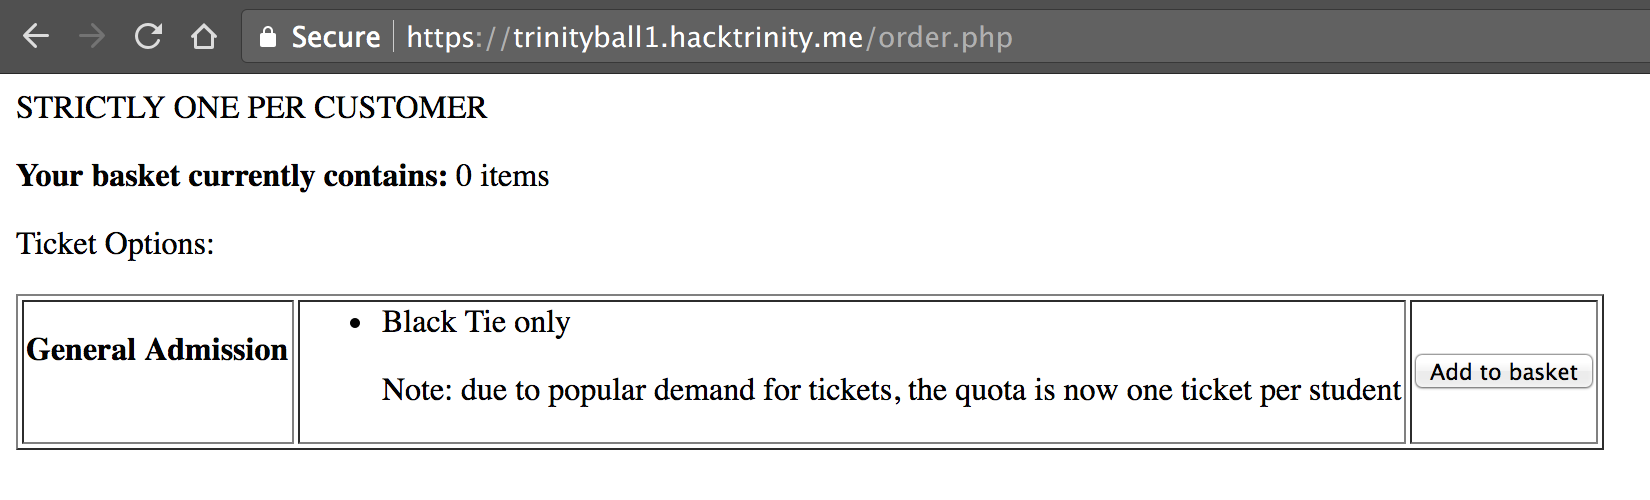 Secure https://trinityball1.hacktrinity.me/order.php
STRICTLY ONE PER CUSTOMER
Your basket currently contains: 0 items
Ticket Options:
General Admission
Black Tie only
Note: due to popular demand for tickets, the quota is now one ticket per student
Add to basket